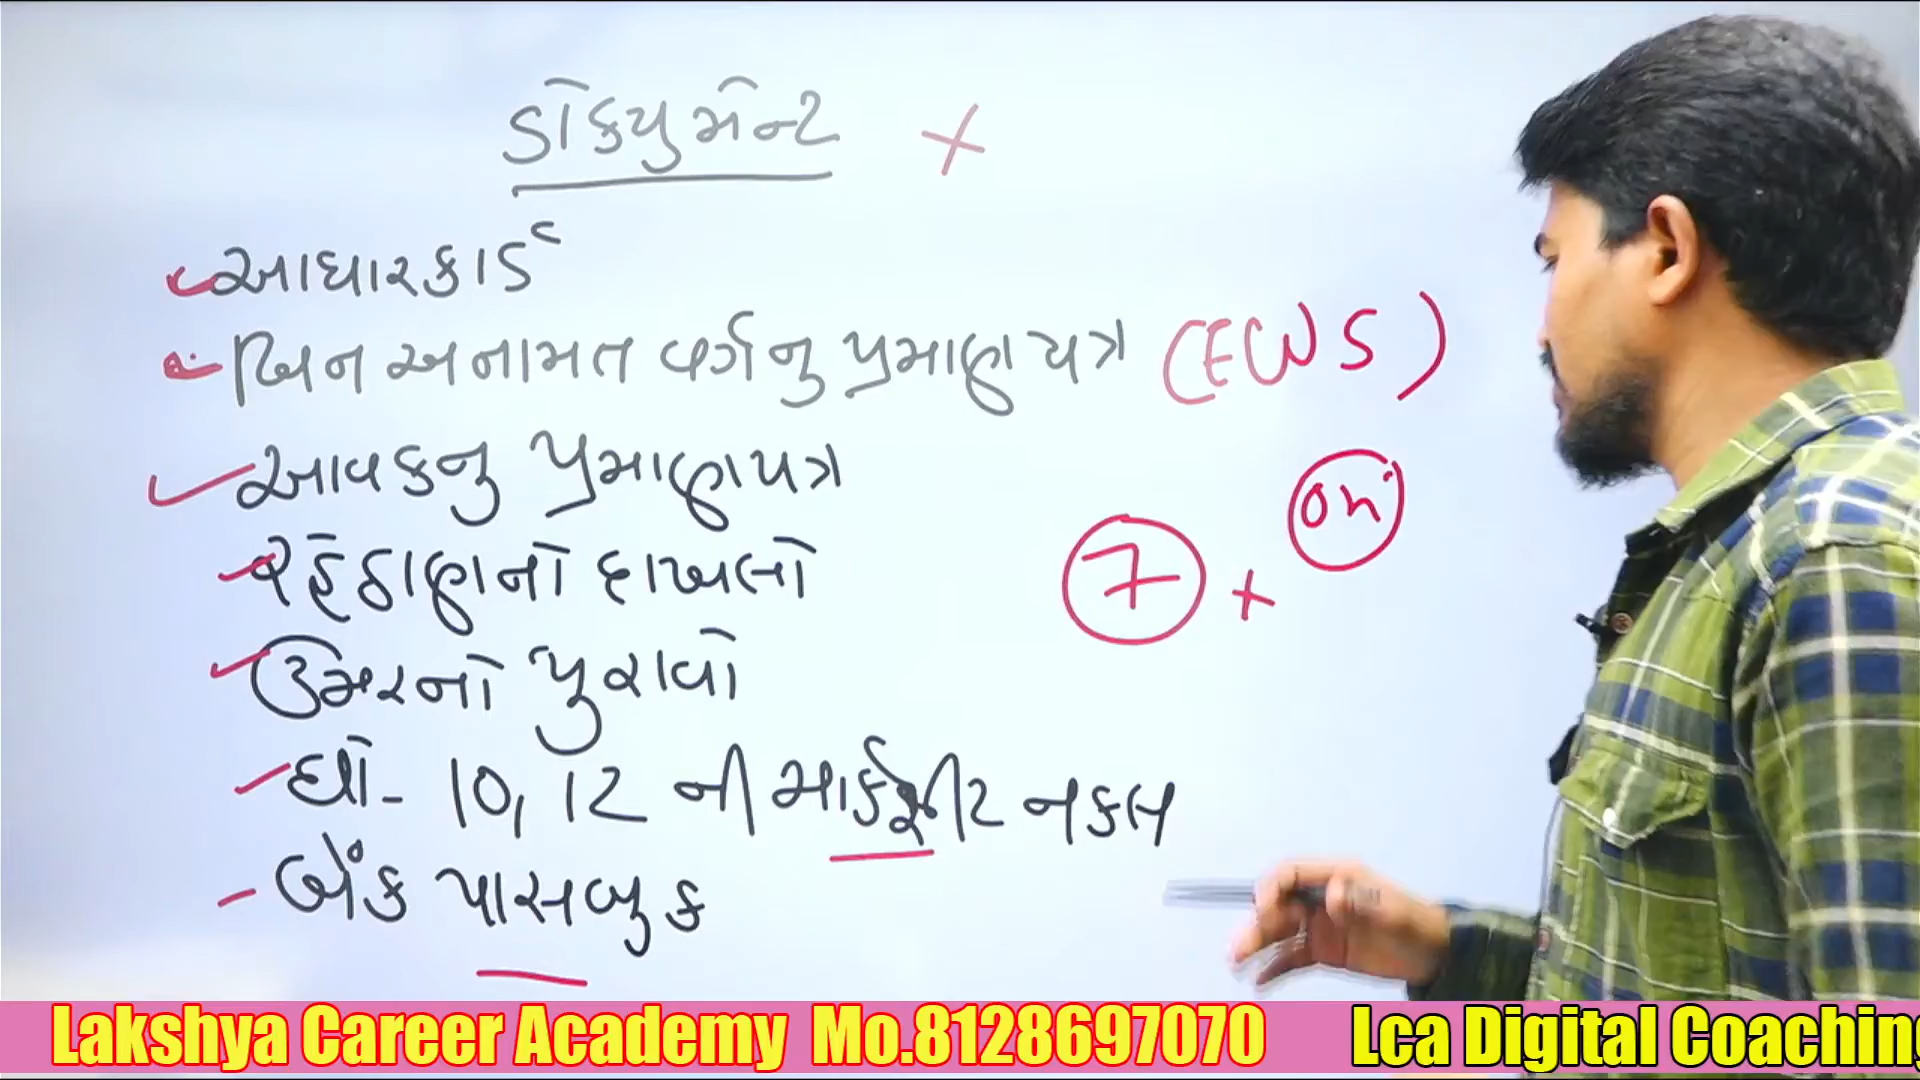 ડોકયુમેન્ટ X
આધારકાર્ડ
બિન અનામત વર્ગનુ પ્રમાણપત્ર (EWS)
આવકનુ પ્રમાણપત્ર
રહેઠાણનો દાખલો
ઉંમરનો પુરાવો
ધો- 10, 12 ની માર્કશીટ નકલ
બેંક પાસબુક
7 + on
Lakshya Career Academy Mo.8128697070 Lca Digital Coaching